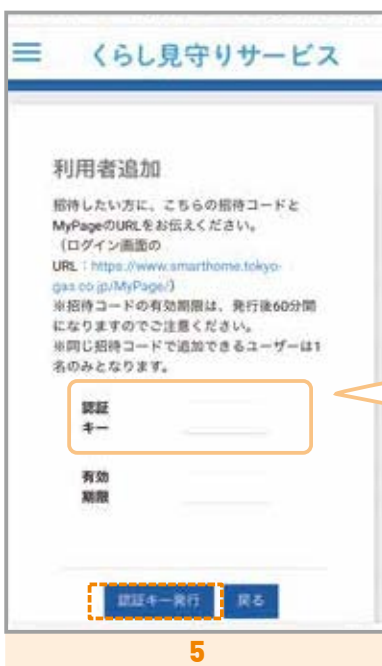 くらし見守りサービス
利用者追加
招待したい方に、こちらの招待コードと
MyPageのURLをお伝えください。
（ログイン画面の
URL：https://www.smarthome.tokyo-
gas.co.jp/MyPage/）
※招待コードの有効期限は、発行後60分間
になりますのでご注意ください。
※同じ招待コードで追加できるユーザーは1
名のみとなります。
認証
キー
有効
期限
認証キー発行 戻る
5